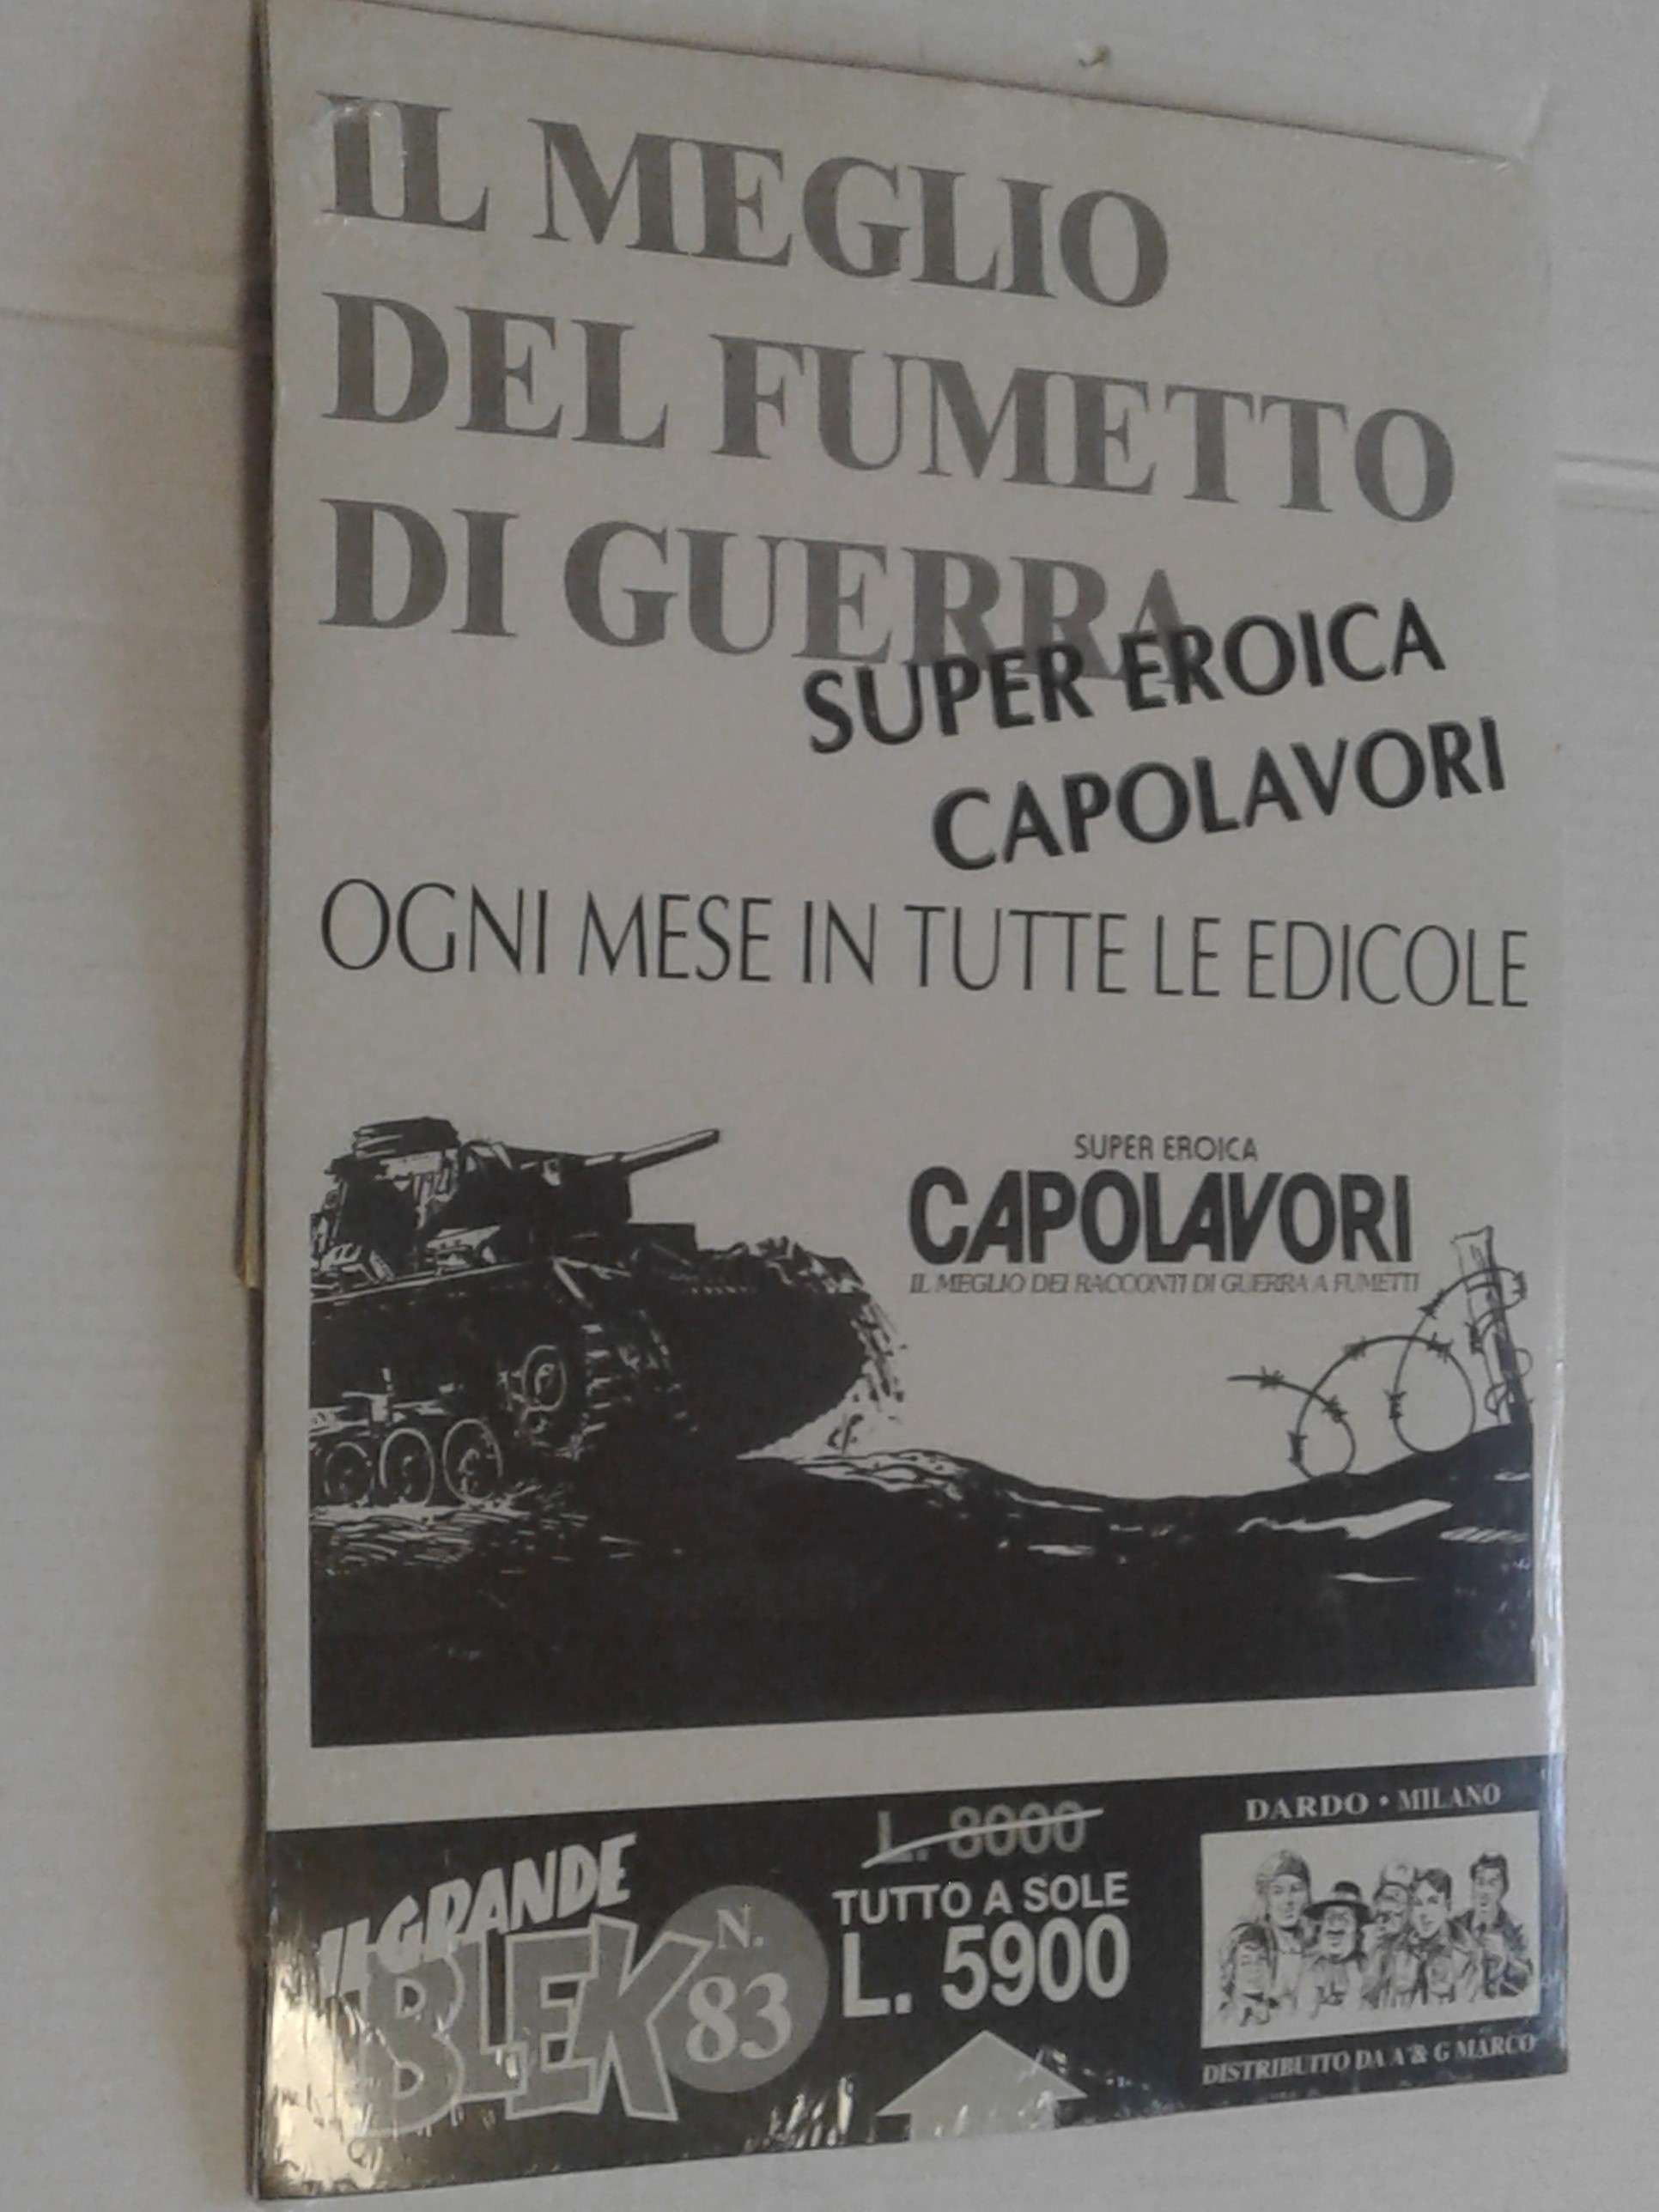 IL MEGLIO
DEL FUMETTO
DI GUERRA
SUPER EROICA
CAPOLAVORI
OGNI MESE IN TUTTE LE EDICOLE
SUPER EROICA
CAPOLAVORI
IL MEGLIO DEI RACCONTI DI GUERRA A FUMETTI
IL GRANDE
BLEK
N.
83
L. 8000
TUTTO A SOLE
L. 5900
DARDO • MILANO
DISTRIBUITO DA A & G MARCO